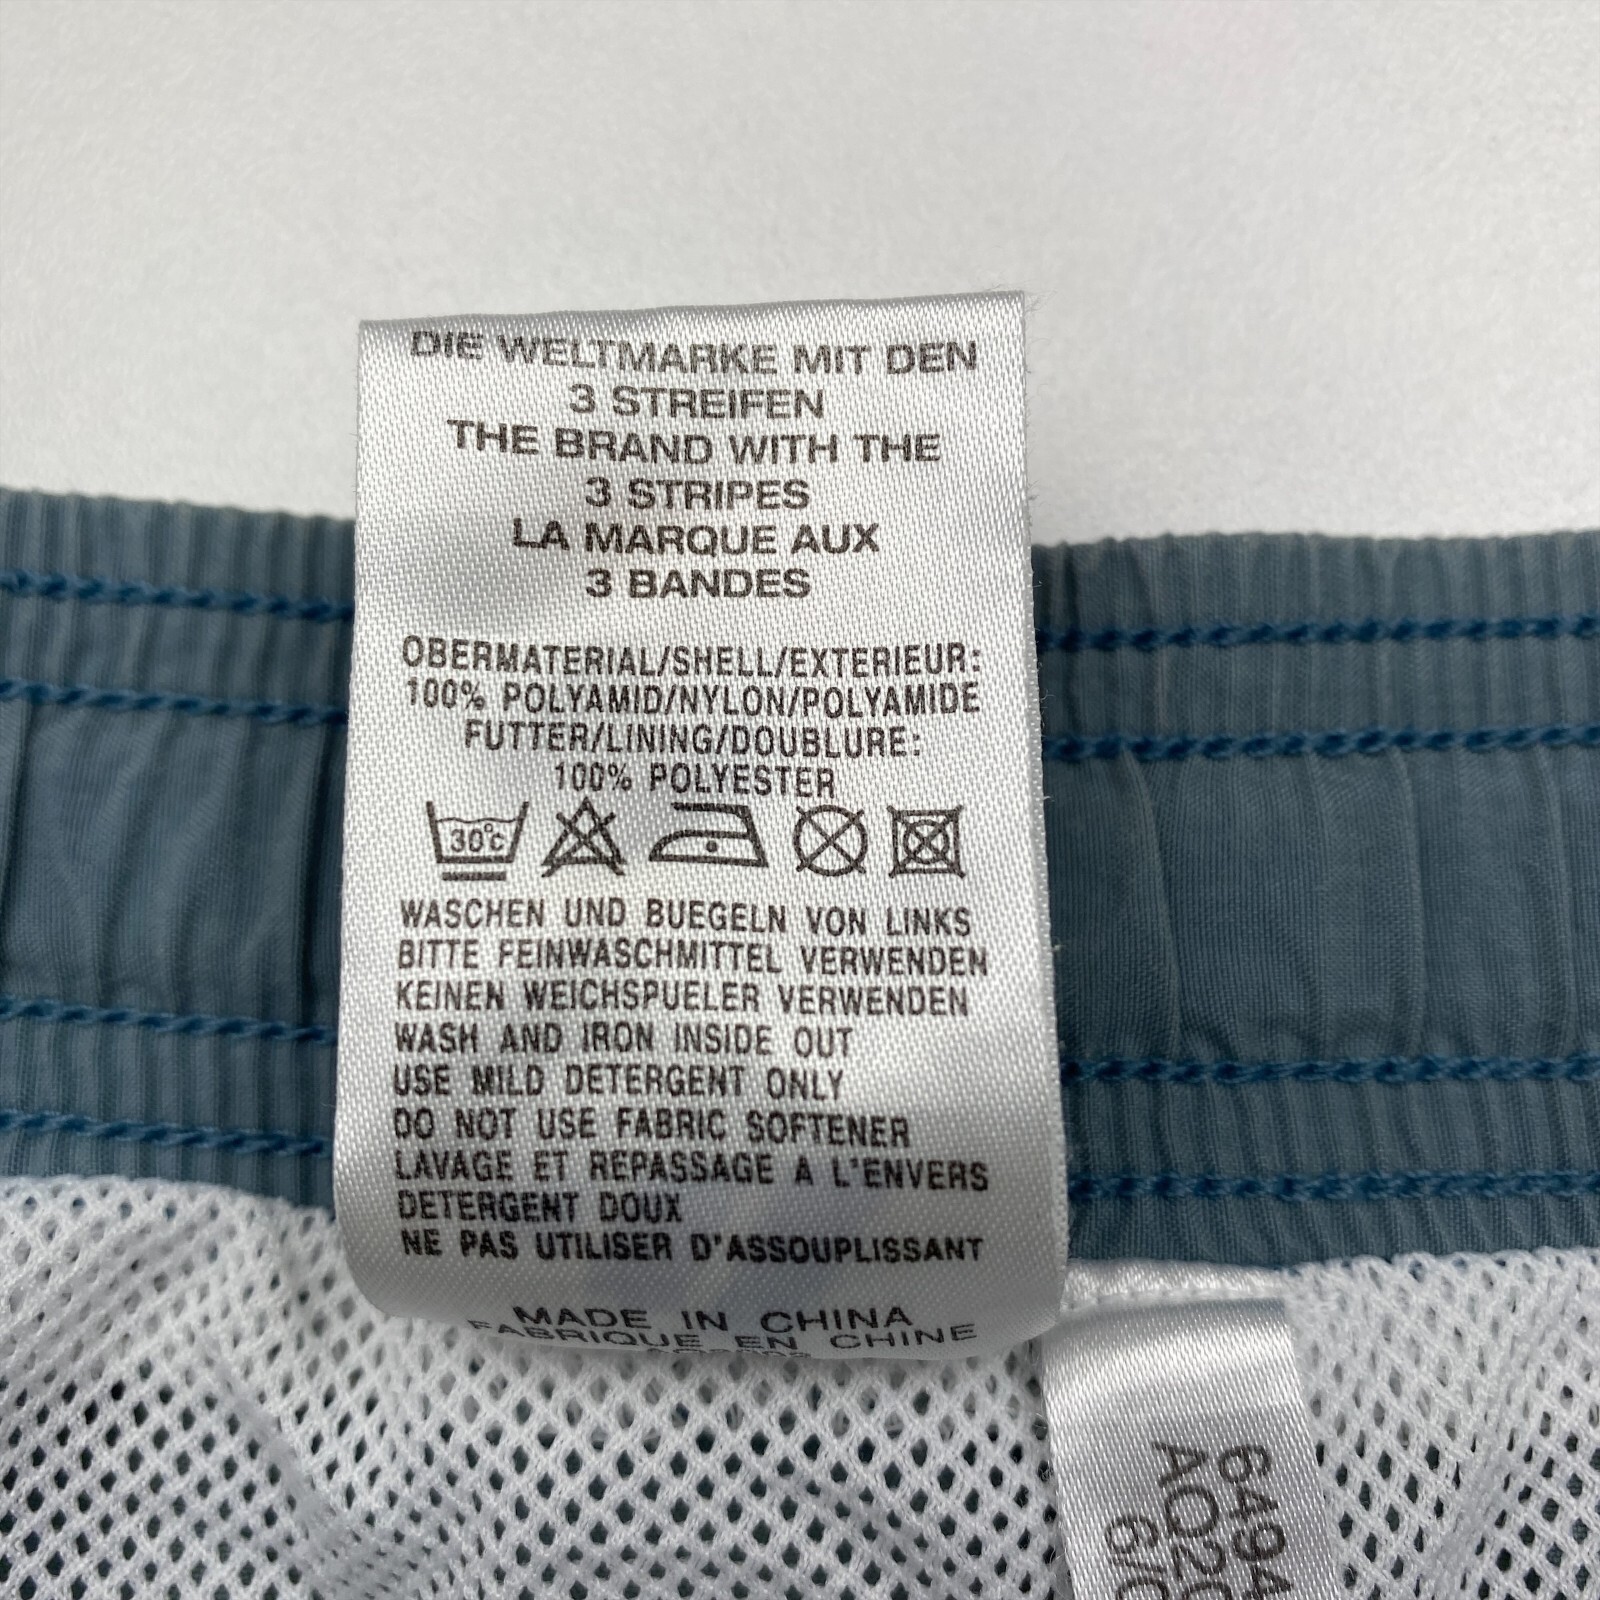 DIE WELTMARKE MIT DEN
3 STREIFEN
THE BRAND WITH THE
3 STRIPES
LA MARQUE AUX
3 BANDES
OBERMATERIAL/SHELL/EXTERIEUR:
100% POLYAMID/NYLON/POLYAMIDE
FUTTER/LINING/DOUBLURE:
100% POLYESTER
30°C
WASCHEN UND BUEGELN VON LINKS
BITTE FEINWASCHMITTEL VERWENDEN
KEINEN WEICHSPUELER VERWENDEN
WASH AND IRON INSIDE OUT
USE MILD DETERGENT ONLY
DO NOT USE FABRIC SOFTENER
LAVAGE ET REPASSAGE A L'ENVERS
DETERGENT DOUX
NE PAS UTILISER D'ASSOUPLISSANT
MADE IN CHINA
FABRIQUE EN CHINE